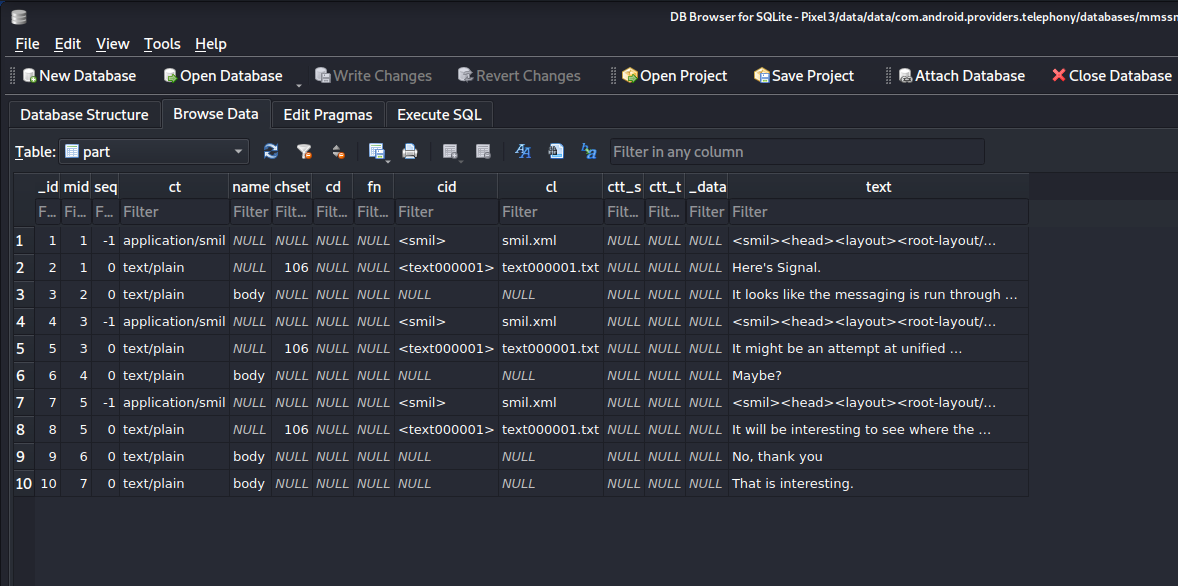 DB Browser for SQLite - Pixel 3/data/data/com.android.providers.telephony/databases/mmssm
File Edit View Tools Help
New Database Open Database Write Changes Revert Changes Open Project Save Project Attach Database Close Database
Database Structure Browse Data Edit Pragmas Execute SQL
Table: part Filter in any column
_id mid seq ct name chset cd fn cid cl ctt_s ctt_t _data text
F... Fi... F... Filter Filter Filt... Filt... Filt... Filter Filter Filt... Filt... Filter Filter
1 1 1 -1 application/smil NULL NULL NULL NULL <smil> smil.xml NULL NULL NULL <smil><head><layout><root-layout/...
2 2 1 0 text/plain NULL 106 NULL NULL <text000001> text000001.txt NULL NULL NULL Here's Signal.
3 3 2 0 text/plain body NULL NULL NULL NULL NULL NULL NULL NULL It looks like the messaging is run through ...
4 4 3 -1 application/smil NULL NULL NULL NULL <smil> smil.xml NULL NULL NULL <smil><head><layout><root-layout/...
5 5 3 0 text/plain NULL 106 NULL NULL <text000001> text000001.txt NULL NULL NULL It might be an attempt at unified ...
6 6 4 0 text/plain body NULL NULL NULL NULL NULL NULL NULL NULL Maybe?
7 7 5 -1 application/smil NULL NULL NULL NULL <smil> smil.xml NULL NULL NULL <smil><head><layout><root-layout/...
8 8 5 0 text/plain NULL 106 NULL NULL <text000001> text000001.txt NULL NULL NULL It will be interesting to see where the ...
9 9 6 0 text/plain body NULL NULL NULL NULL NULL NULL NULL NULL No, thank you
10 10 7 0 text/plain body NULL NULL NULL NULL NULL NULL NULL NULL That is interesting.